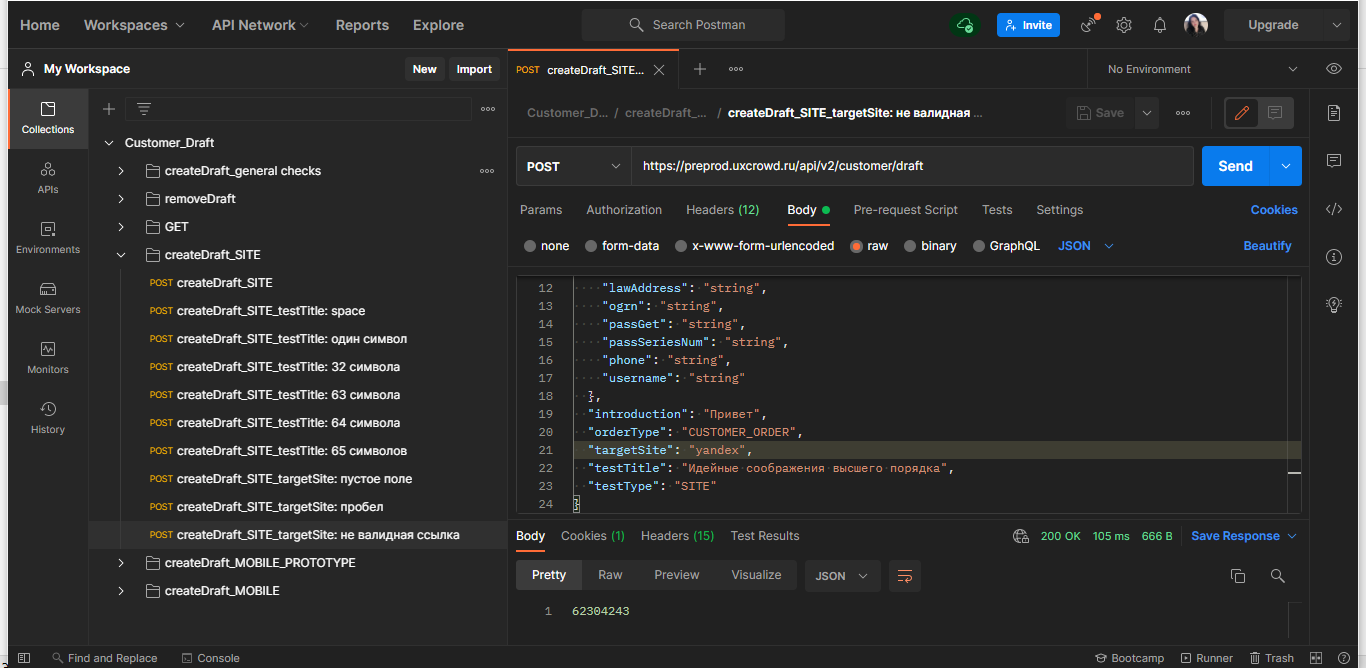 Home Workspaces API Network Reports Explore Search Postman Invite Upgrade
My Workspace New Import
POST createDraft_SITE... No Environment
Collections
APIs
Environments
Mock Servers
Monitors
History
Customer_Draft
createDraft_general checks
removeDraft
GET
createDraft_SITE
POST createDraft_SITE
POST createDraft_SITE_testTitle: space
POST createDraft_SITE_testTitle: один символ
POST createDraft_SITE_testTitle: 32 символа
POST createDraft_SITE_testTitle: 63 символа
POST createDraft_SITE_testTitle: 64 символа
POST createDraft_SITE_testTitle: 65 символов
POST createDraft_SITE_targetSite: пустое поле
POST createDraft_SITE_targetSite: пробел
POST createDraft_SITE_targetSite: не валидная ссылка
createDraft_MOBILE_PROTOTYPE
createDraft_MOBILE
Customer_D... / createDraft_... / createDraft_SITE_targetSite: не валидная ... Save
POST https://preprod.uxcrowd.ru/api/v2/customer/draft Send
Params Authorization Headers (12) Body Pre-request Script Tests Settings Cookies
none form-data x-www-form-urlencoded raw binary GraphQL JSON Beautify
12 "lawAddress": "string",
13 "ogrn": "string",
14 "passGet": "string",
15 "passSeriesNum": "string",
16 "phone": "string",
17 "username": "string"
18 },
19 "introduction": "Привет",
20 "orderType": "CUSTOMER_ORDER",
21 "targetSite": "yandex",
22 "testTitle": "Идейные соображения высшего порядка",
23 "testType": "SITE"
24 }
Body Cookies (1) Headers (15) Test Results 200 OK 105 ms 666 B Save Response
Pretty Raw Preview Visualize JSON
1 62304243
Find and Replace Console Bootcamp Runner Trash